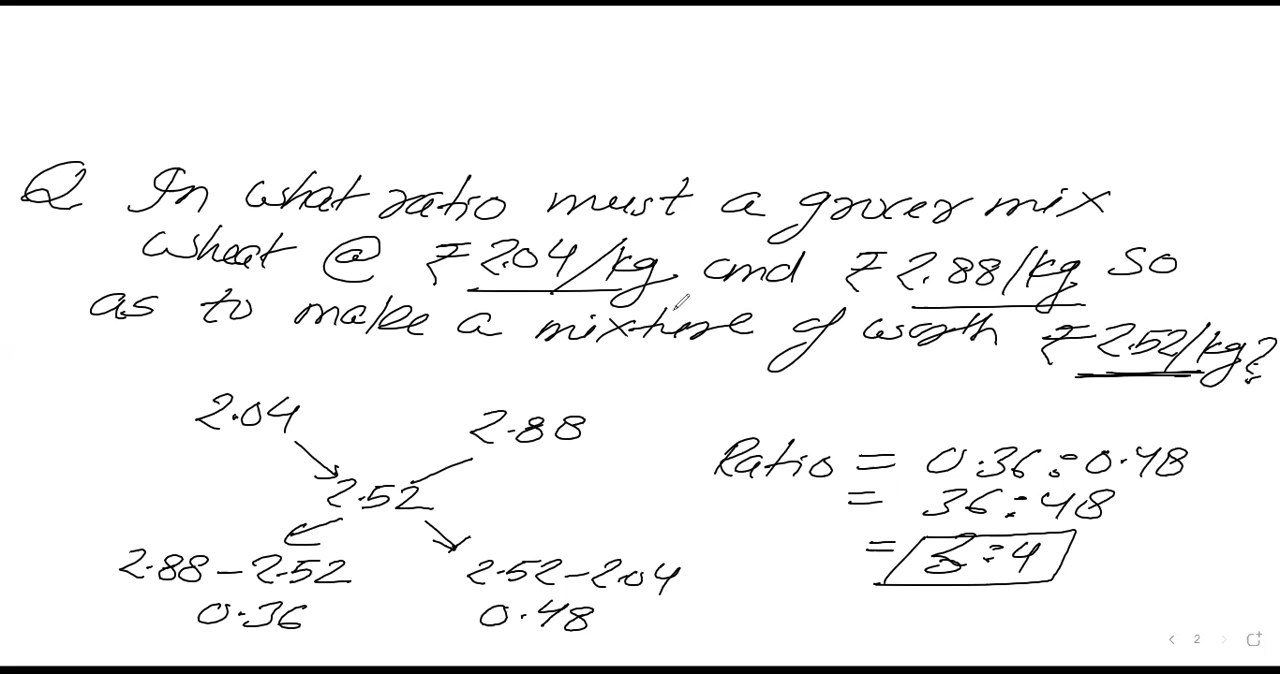 Q In what ratio must a grocer mix
wheat @ ₹ 2.04/kg and ₹ 2.88/kg so
as to make a mixture of worth ₹ 2.52/kg?
2.04 2.88
2.52
2.88-2.52 2.52-2.04
0.36 0.48
Ratio = 0.36:0.48
= 36:48
= 3:4
2